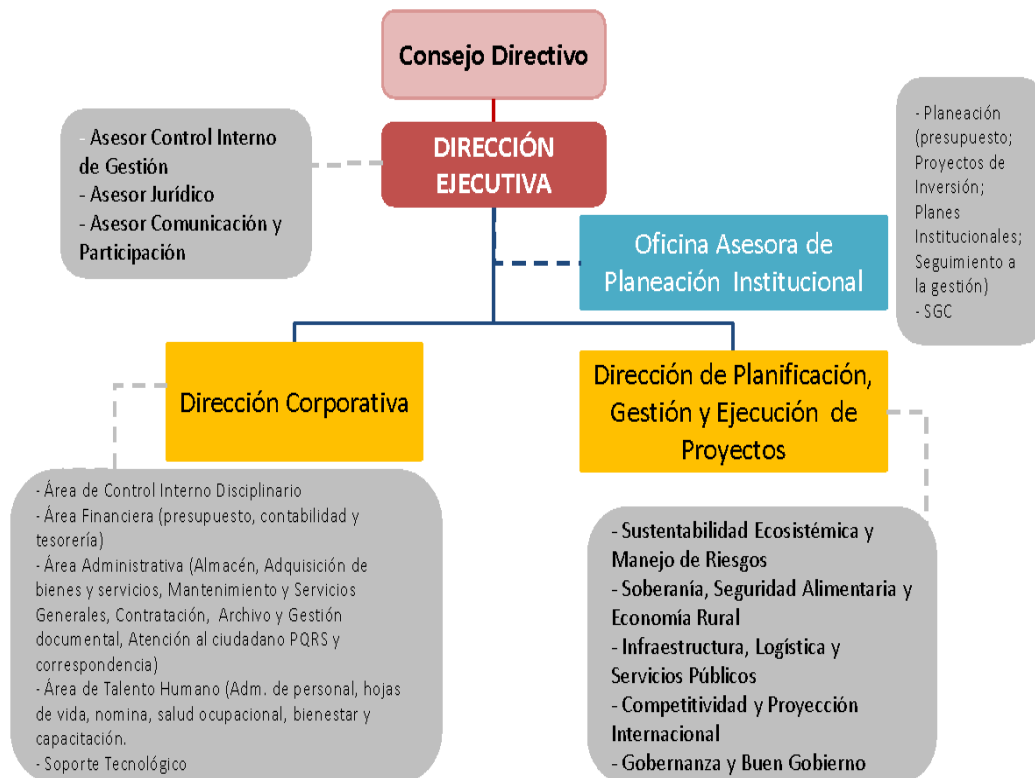 Consejo Directivo
- Asesor Control Interno
de Gestión
- Asesor Jurídico
- Asesor Comunicación y
Participación
DIRECCIÓN
EJECUTIVA
- Planeación
(presupuesto;
Proyectos de
Inversión;
Planes
Institucionales;
Seguimiento a
la gestión)
- SGC
Oficina Asesora de
Planeación Institucional
Dirección Corporativa
Dirección de Planificación,
Gestión y Ejecución de
Proyectos
- Área de Control Interno Disciplinario
- Área Financiera (presupuesto, contabilidad y
tesorería)
- Área Administrativa (Almacén, Adquisición de
bienes y servicios, Mantenimiento y Servicios
Generales, Contratación, Archivo y Gestión
documental, Atención al ciudadano PQRS y
correspondencia)
- Área de Talento Humano (Adm. de personal, hojas
de vida, nomina, salud ocupacional, bienestar y
capacitación.
- Soporte Tecnológico
- Sustentabilidad Ecosistémica y
Manejo de Riesgos
- Soberanía, Seguridad Alimentaria y
Economía Rural
- Infraestructura, Logística y
Servicios Públicos
- Competitividad y Proyección
Internacional
- Gobernanza y Buen Gobierno